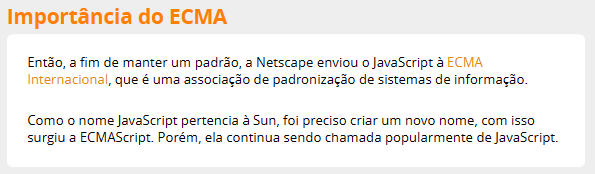 Importância do ECMA
Então, a fim de manter um padrão, a Netscape enviou o JavaScript à ECMA
Internacional, que é uma associação de padronização de sistemas de informação.
Como o nome JavaScript pertencia à Sun, foi preciso criar um novo nome, com isso
surgiu a ECMAScript. Porém, ela continua sendo chamada popularmente de JavaScript.